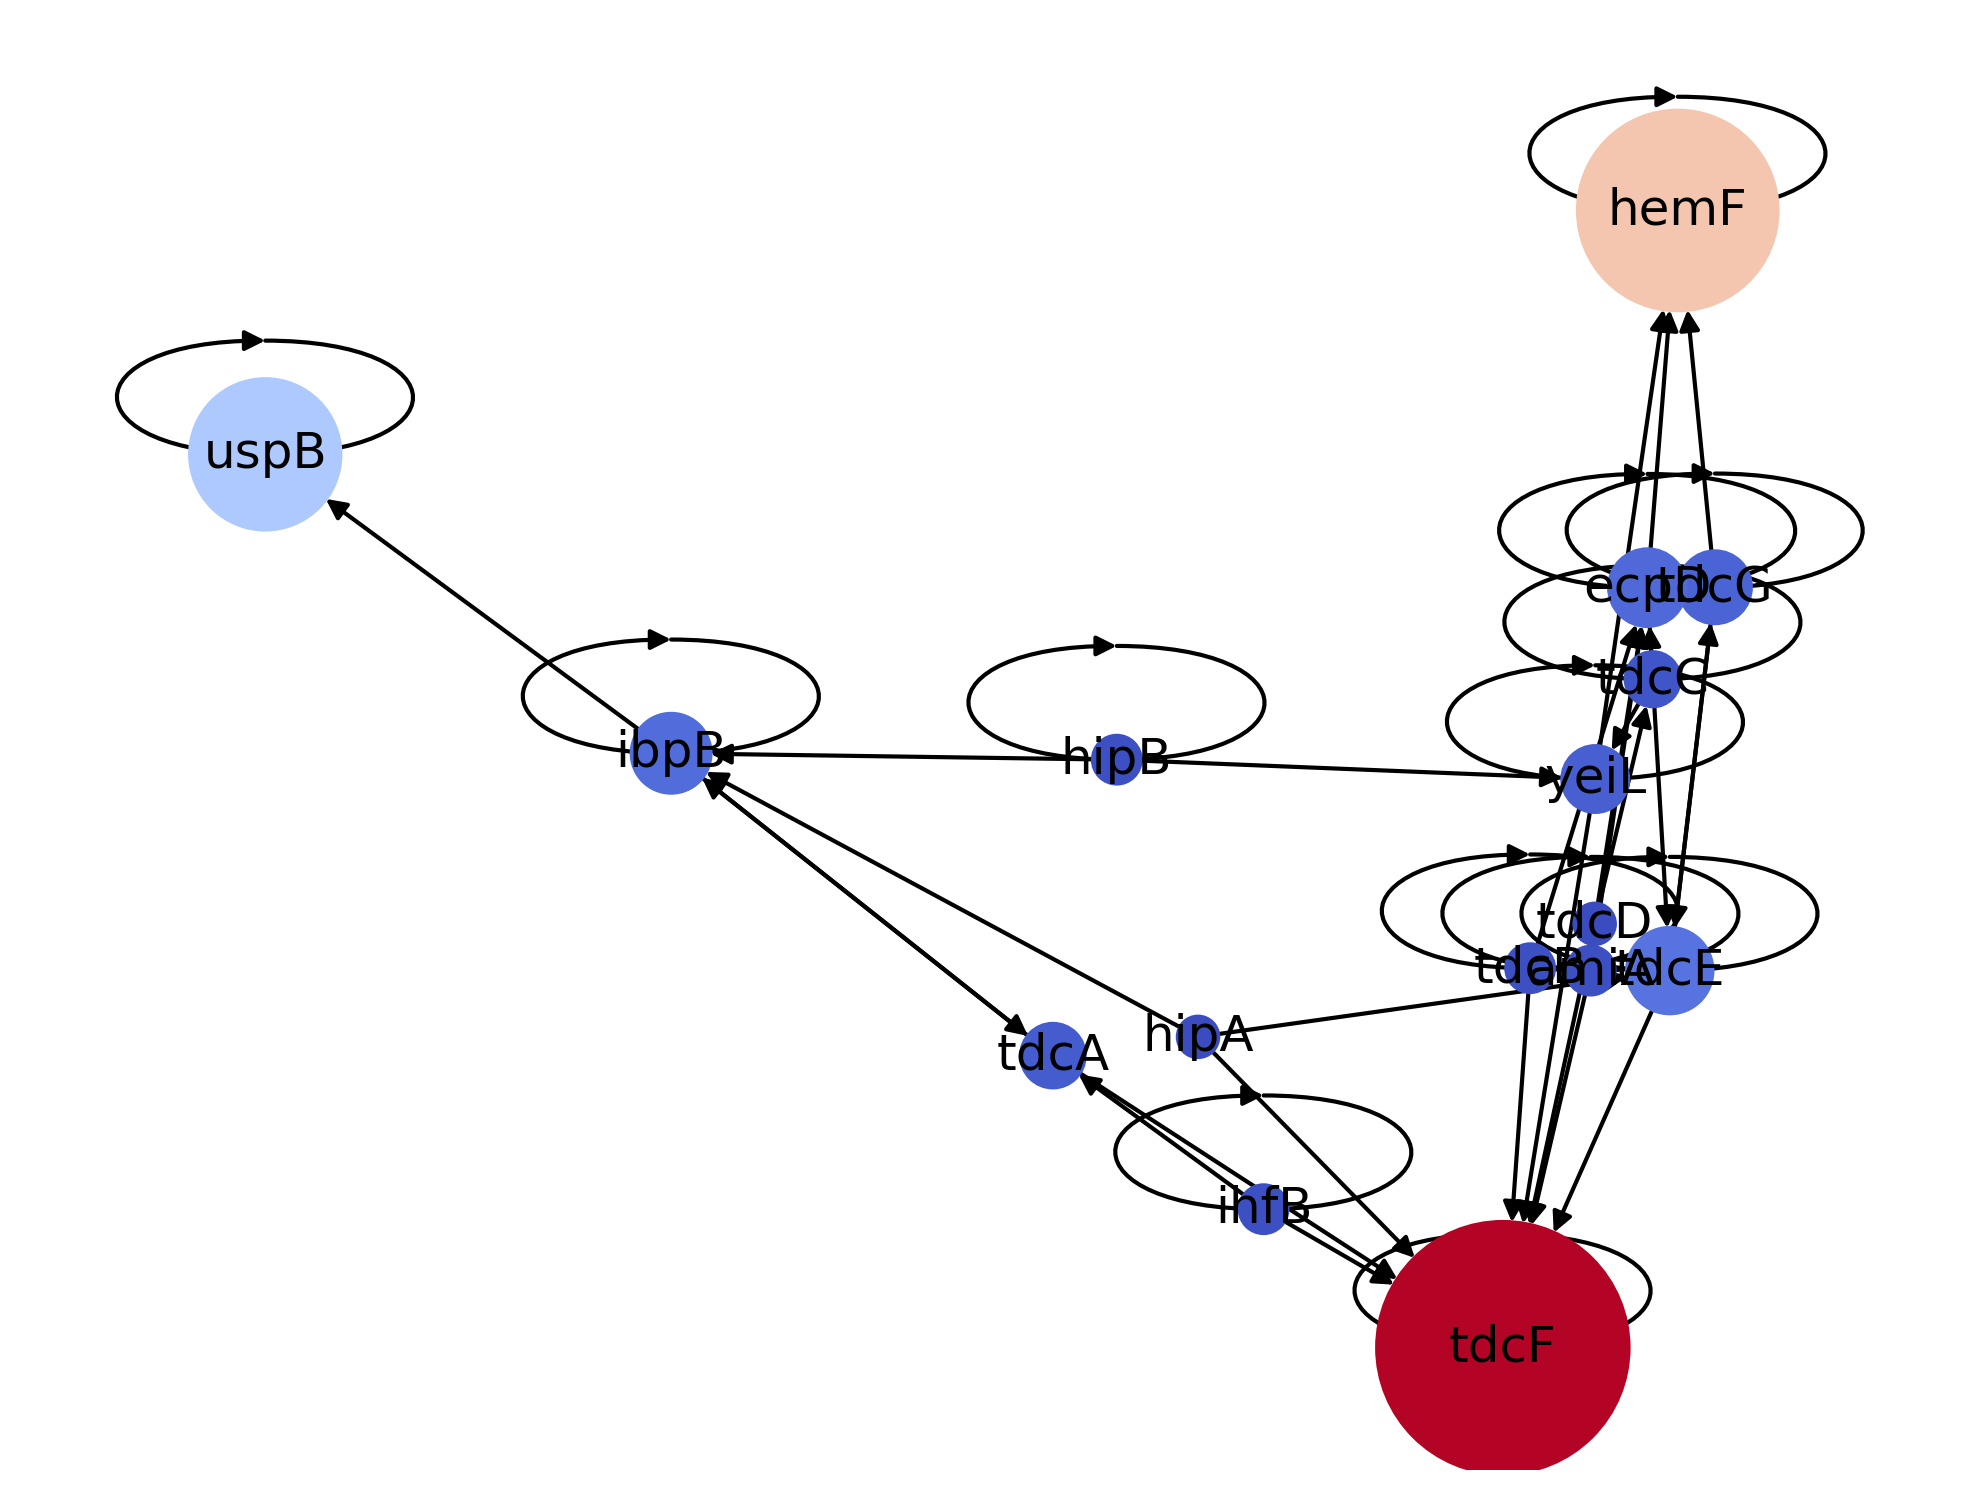 hemF
uspB
ecpD
tdcG
tdcC
ibpB
hipB
yeiL
tdcD
tdcB
tdcE
hipA
tdcA
ihfB
tdcF